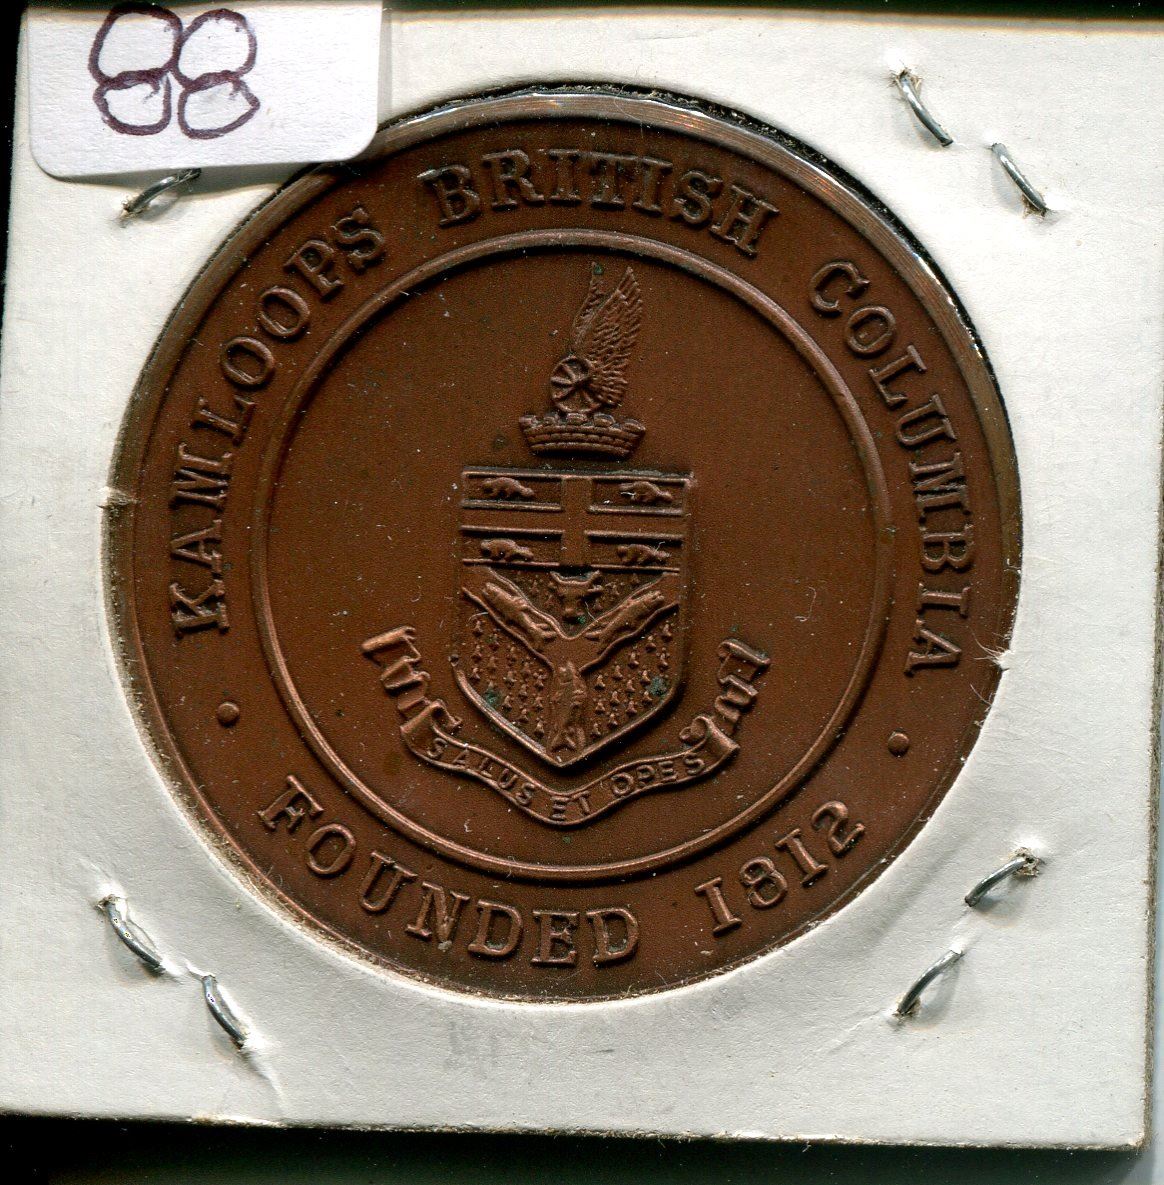 88
KAMLOOPS BRITISH COLUMBIA
SALUS ET OPES
• FOUNDED 1812 •